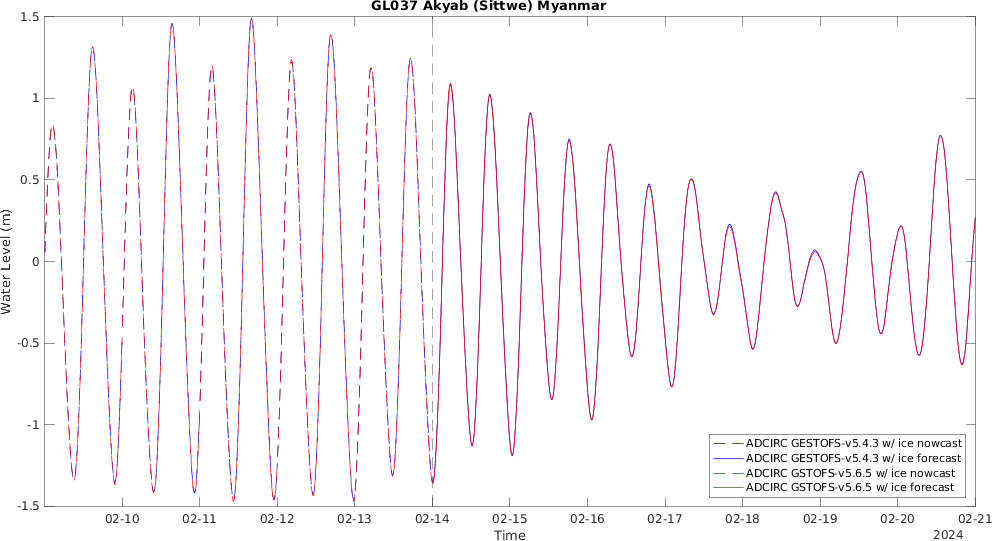 GL037 Akyab (Sittwe) Myanmar
1.5
1
0.5
0
-0.5
-1
-1.5
Water Level (m)
ADCIRC GESTOFS-v5.4.3 w/ ice nowcast
ADCIRC GESTOFS-v5.4.3 w/ ice forecast
ADCIRC GSTOFS-v5.6.5 w/ ice nowcast
ADCIRC GSTOFS-v5.6.5 w/ ice forecast
02-10 02-11 02-12 02-13 02-14 02-15 02-16 02-17 02-18 02-19 02-20 02-21
Time
2024